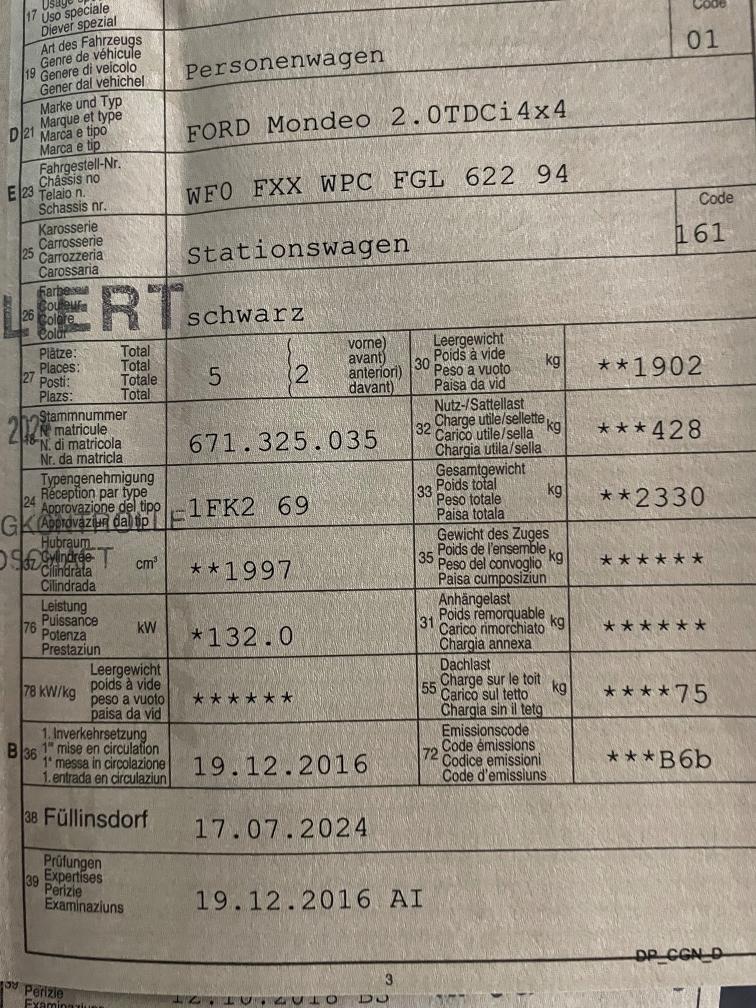 17 Uso speciale
Diever spezial
Code
19 Art des Fahrzeugs
Genre de véhicule
Genere di veicolo
Gener dal vehichel
Personenwagen
01
D 21 Marke und Typ
Marque et type
Marca e tipo
Marca e tip
FORD Mondeo 2.0TDCi4x4
E 23 Fahrgestell-Nr.
Châssis no
Telaio n.
Schassis nr.
WF0 FXX WPC FGL 622 94
25 Karosserie
Carrosserie
Carrozzeria
Carossaria
Stationswagen
Code
161
26 Farbe
Couleur
Colore
Colur
LIERT
schwarz
27 Plätze: Total
Places: Total
Posti: Totale
Plazs: Total
5
2
vorne)
avant)
anteriori)
davant)
30 Leergewicht
Poids à vide
Peso a vuoto
Paisa da vid
kg
**1902
Stammnummer
N° matricule
N. di matricola
Nr. da matricla
671.325.035
32 Nutz-/Sattellast
Charge utile/sellette
Carico utile/sella
Chargia utila/sella
kg
***428
24 Typengenehmigung
Réception par type
Approvazione del tipo
Approvaziun dal tip
1FK2 69
33 Gesamtgewicht
Poids total
Peso totale
Paisa totala
kg
**2330
Hubraum
Cylindrée
Cilindrata
Cilindrada
cm³
**1997
35 Gewicht des Zuges
Poids de l'ensemble
Peso del convoglio
Paisa cumposiziun
kg
******
76 Leistung
Puissance
Potenza
Prestaziun
kW
*132.0
31 Anhängelast
Poids remorquable
Carico rimorchiato
Chargia annexa
kg
******
78 kW/kg
Leergewicht
poids à vide
peso a vuoto
paisa da vid
******
55 Dachlast
Charge sur le toit
Carico sul tetto
Chargia sin il tetg
kg
****75
B 36 1. Inverkehrsetzung
1re mise en circulation
1a messa in circolazione
1. entrada en circulaziun
19.12.2016
72 Emissionscode
Code émissions
Codice emissioni
Code d'emissiuns
***B6b
38 Füllinsdorf
17.07.2024
39 Prüfungen
Expertises
Perizie
Examinaziuns
19.12.2016 AI
DP_CGN_D
3
39 Perizie